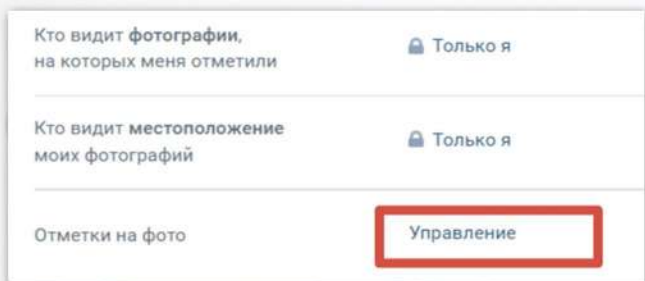 Кто видит фотографии,
на которых меня отметили
Только я
Кто видит местоположение
моих фотографий
Только я
Отметки на фото
Управление